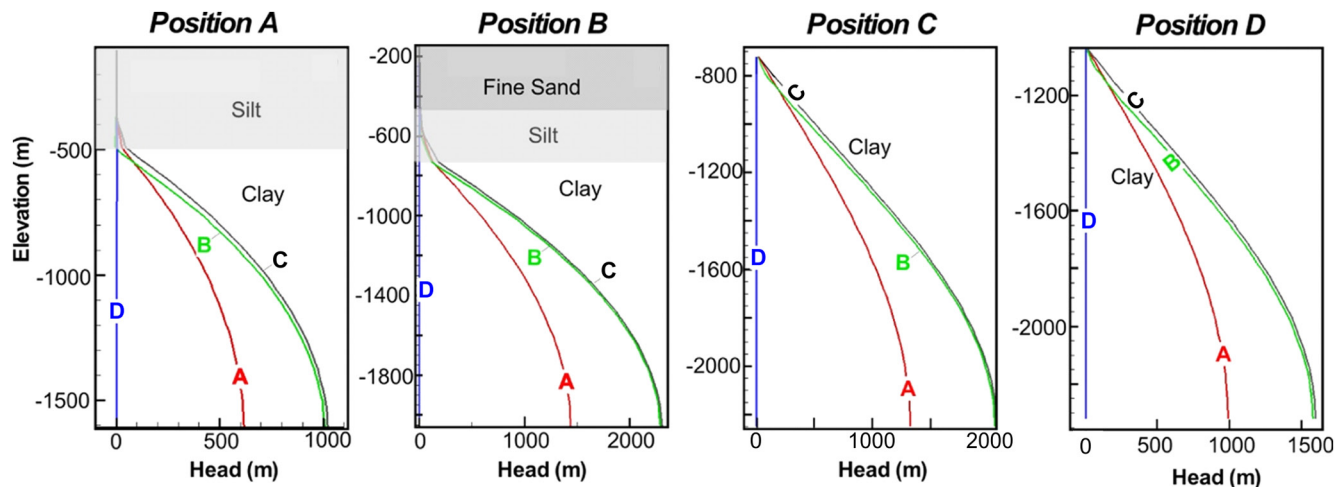 Position A
Position B
Position C
Position D
Elevation (m)
-500
-1000
-1500
Silt
Clay
B
C
D
A
0
500
1000
Head (m)
-200
-600
-1000
-1400
-1800
Fine Sand
Silt
Clay
B
C
D
A
0
1000
2000
Head (m)
-800
-1200
-1600
-2000
C
Clay
D
B
A
0
1000
2000
Head (m)
-1200
-1600
-2000
C
B
Clay
D
A
0
500
1000
1500
Head (m)